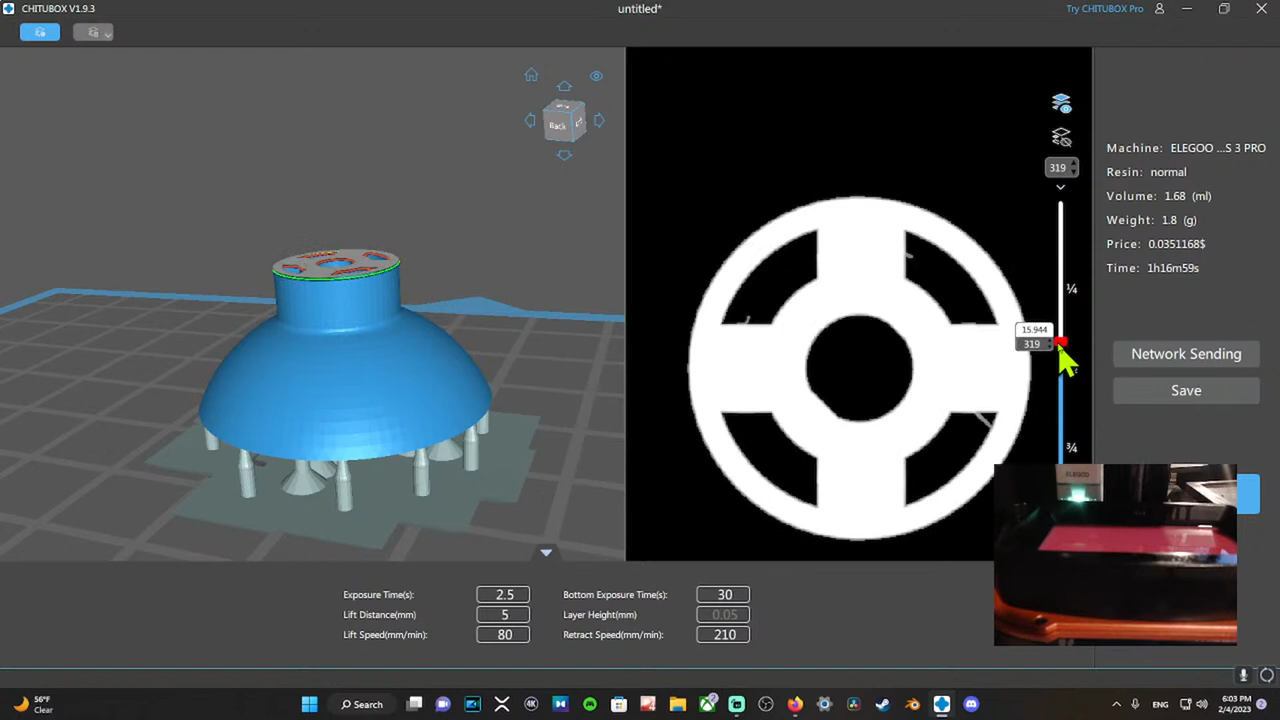 CHITUBOX V1.9.3
untitled*
Try CHITUBOX Pro
Back
319
Machine: ELEGOO ...S 3 PRO
Resin: normal
Volume: 1.68 (ml)
Weight: 1.8 (g)
Price: 0.0351168$
Time: 1h16m59s
¼
15.944
319
¾
Network Sending
Save
ELEGOO
Exposure Time(s): 2.5
Bottom Exposure Time(s): 30
Lift Distance(mm) 5
Layer Height(mm) 0.05
Lift Speed(mm/min): 80
Retract Speed(mm/min): 210
56°F
Clear
Search
4K
2
ENG
6:03 PM
2/4/2023